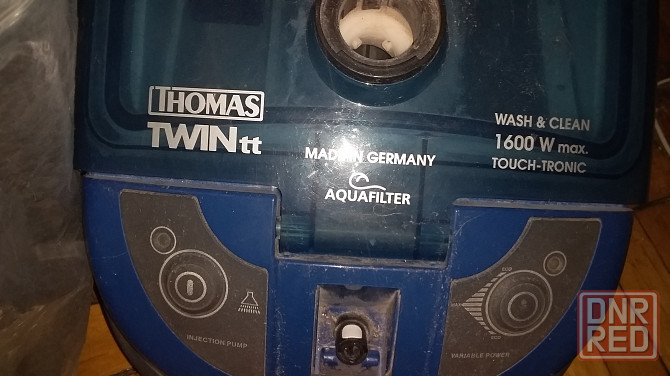 THOMAS
TWIN tt
MADE IN GERMANY
AQUAFILTER
WASH & CLEAN
1600 W max.
TOUCH-TRONIC
INJECTION PUMP
VARIABLE POWER
DNR
RED